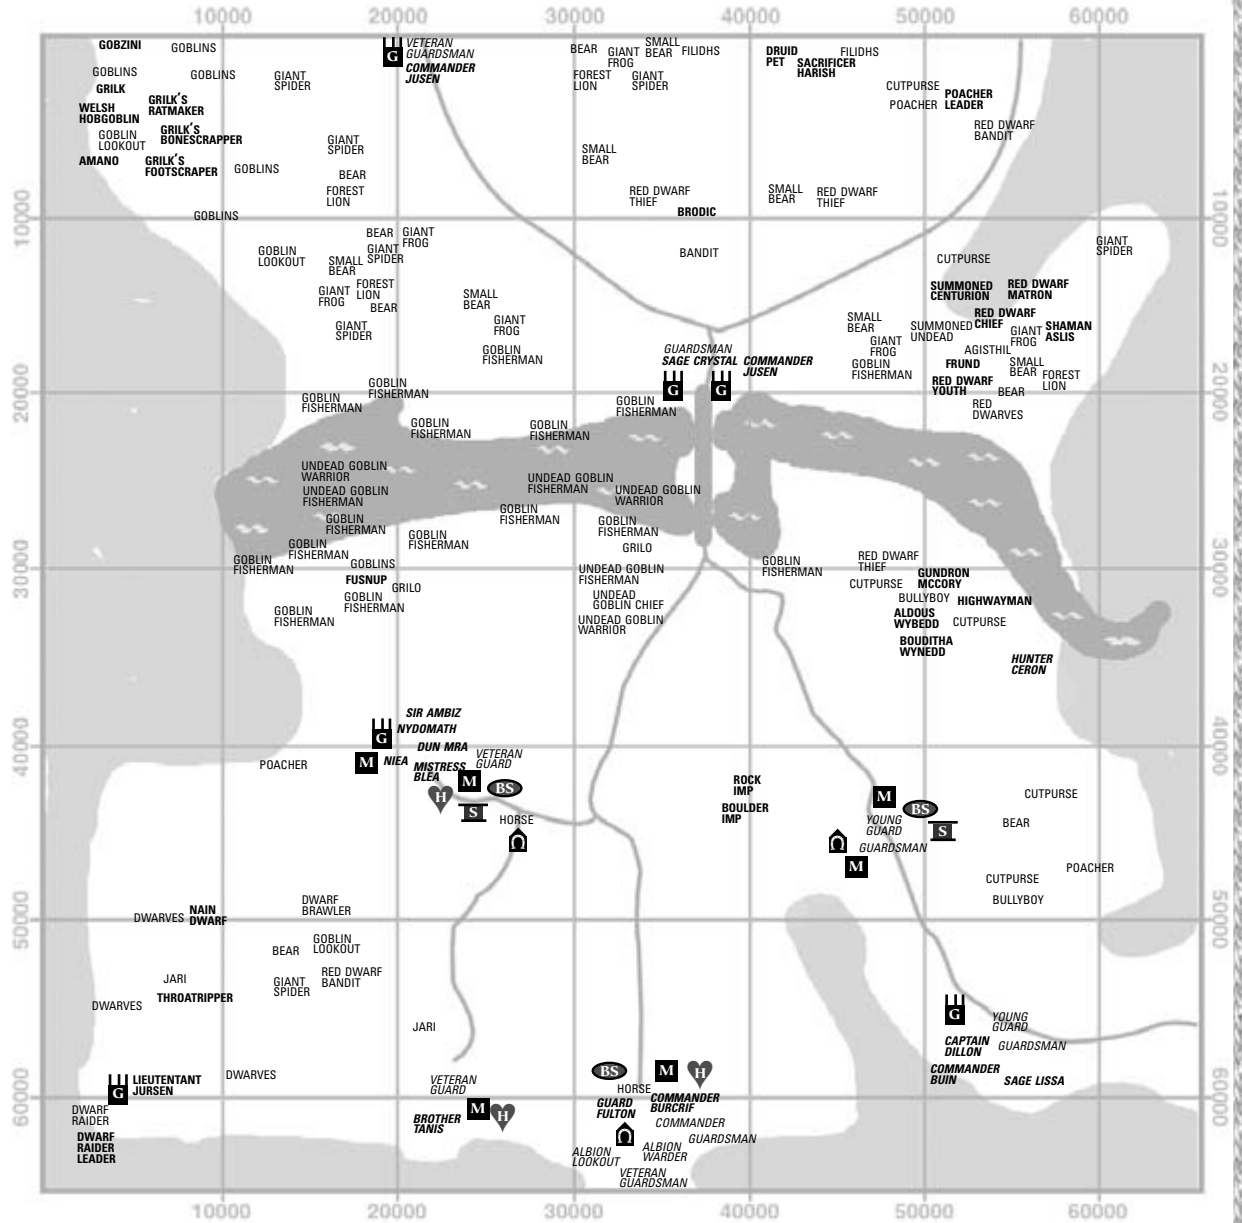 10000 20000 30000 40000 50000 60000
GOBZINI
GOBLINS
GOBLINS
GOBLINS
GRILK
WELSH
HOBGOBLIN
GRILK'S
RATMAKER
GOBLIN
LOOKOUT
GRILK'S
BONESCRAPPER
AMANO
GRILK'S
FOOTSCRAPER
GOBLINS
GOBLINS
GIANT
SPIDER
GIANT
SPIDER
BEAR
FOREST
LION
G
VETERAN
GUARDSMAN
COMMANDER
JUSEN
BEAR
GIANT
FROG
SMALL
BEAR
FILIDHS
FOREST
LION
GIANT
SPIDER
SMALL
BEAR
RED DWARF
THIEF
BRODIC
BANDIT
DRUID
PET
SACRIFICER
HARISH
FILIDHS
CUTPURSE
POACHER
POACHER
LEADER
RED DWARF
BANDIT
SMALL
BEAR
RED DWARF
THIEF
10000
10000
GOBLIN
LOOKOUT
BEAR
GIANT
FROG
GIANT
SPIDER
SMALL
BEAR
GIANT
FROG
FOREST
LION
BEAR
GIANT
SPIDER
SMALL
BEAR
GIANT
FROG
GOBLIN
FISHERMAN
GUARDSMAN
SAGE CRYSTAL
COMMANDER
JUSEN
G
G
CUTPURSE
GIANT
SPIDER
SUMMONED
CENTURION
RED DWARF
MATRON
RED DWARF
CHIEF
SMALL
BEAR
SUMMONED
UNDEAD
GIANT
FROG
SHAMAN
ASLIS
GIANT
FROG
AGISTHIL
GOBLIN
FISHERMAN
FRUND
SMALL
BEAR
FOREST
LION
RED DWARF
YOUTH
BEAR
RED
DWARVES
20000
20000
GOBLIN
FISHERMAN
GOBLIN
FISHERMAN
GOBLIN
FISHERMAN
GOBLIN
FISHERMAN
GOBLIN
FISHERMAN
UNDEAD GOBLIN
WARRIOR
UNDEAD GOBLIN
FISHERMAN
GOBLIN
FISHERMAN
UNDEAD GOBLIN
FISHERMAN
UNDEAD GOBLIN
WARRIOR
GOBLIN
FISHERMAN
GOBLIN
FISHERMAN
GRILO
GOBLIN
FISHERMAN
GOBLIN
FISHERMAN
GOBLIN
FISHERMAN
GOBLINS
30000
30000
FUSNUP
GRILO
GOBLIN
FISHERMAN
GOBLIN
FISHERMAN
UNDEAD GOBLIN
FISHERMAN
UNDEAD
GOBLIN CHIEF
UNDEAD GOBLIN
WARRIOR
GOBLIN
FISHERMAN
RED DWARF
THIEF
CUTPURSE
GUNDRON
MCCORY
BULLYBOY
HIGHWAYMAN
ALDOUS
WYBEDD
CUTPURSE
BOUDITHA
WYNEDD
HUNTER
CERON
SIR AMBIZ
G
NYDOMATH
DUN MRA
M
NIEA
MISTRESS
BLEA
VETERAN
GUARD
M
BS
H
S
HORSE
Ω
POACHER
40000
40000
ROCK
IMP
BOULDER
IMP
M
BS
YOUNG
GUARD
S
Ω
GUARDSMAN
M
CUTPURSE
BEAR
CUTPURSE
POACHER
BULLYBOY
50000
50000
DWARVES
NAIN
DWARF
DWARF
BRAWLER
BEAR
GOBLIN
LOOKOUT
JARI
GIANT
SPIDER
RED DWARF
BANDIT
THROATRIPPER
DWARVES
JARI
DWARVES
G
LIEUTENTANT
JURSEN
DWARF
RAIDER
DWARF
RAIDER
LEADER
VETERAN
GUARD
BROTHER
TANIS
M
H
BS
M
H
HORSE
GUARD
FULTON
COMMANDER
BURCRIF
COMMANDER
GUARDSMAN
Ω
ALBION
LOOKOUT
ALBION
WARDER
VETERAN
GUARDSMAN
G
YOUNG
GUARD
CAPTAIN
DILLON
GUARDSMAN
COMMANDER
BUIN
SAGE LISSA
60000
60000
10000 20000 30000 40000 50000 60000